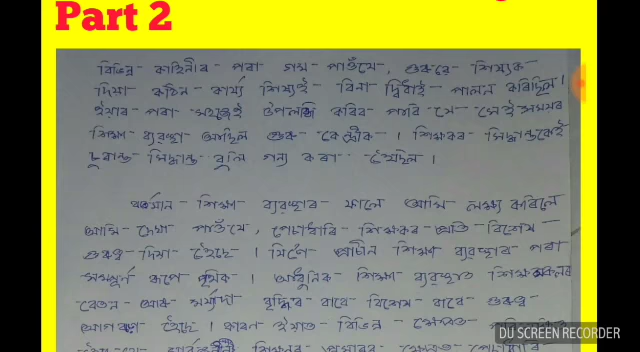 Part 2
বিভিন্ন কাহিনীৰ পৰা গম পাওঁযে, গুৰুৱে শিষ্যক
দিয়া কঠিন কাৰ্য্য শিষ্যই বিনা দ্বিধাই পালন কৰিছিল।
ইয়াৰ পৰা সহজেই উপলব্ধি কৰিব পাৰি যে সেই সময়ৰ
শিক্ষা ব্যৱস্থা আছিল গুৰু কেন্দ্ৰীক। শিক্ষকৰ সিদ্ধান্তকেই
চূৰান্ত সিদ্ধান্ত বুলি গন্য কৰা হৈছিল।
বৰ্তমান শিক্ষা ব্যৱস্থাৰ ফালে আমি লক্ষ্য কৰিলে
আমি দেখা পাওঁযে, পেচাধাৰি শিক্ষকৰ প্ৰতি বিশেষ
গুৰুত্ব দিয়া হৈছে। যিটো প্ৰাচীন শিক্ষা ব্যৱস্থাৰ পৰা
সম্পূৰ্ণ ৰূপে পৃথক। আধুনিক শিক্ষা ব্যৱস্থাত শিক্ষকসকলৰ
বেতন আৰু মৰ্য্যাদা বৃদ্ধিৰ বাবে বিশেষ বাবে গুৰুত্ব
হৈছে। কাৰণ ইয়াত বিভিন্ন
শিক্ষাৰ প্ৰসাৰৰ
DU SCREEN RECORDER